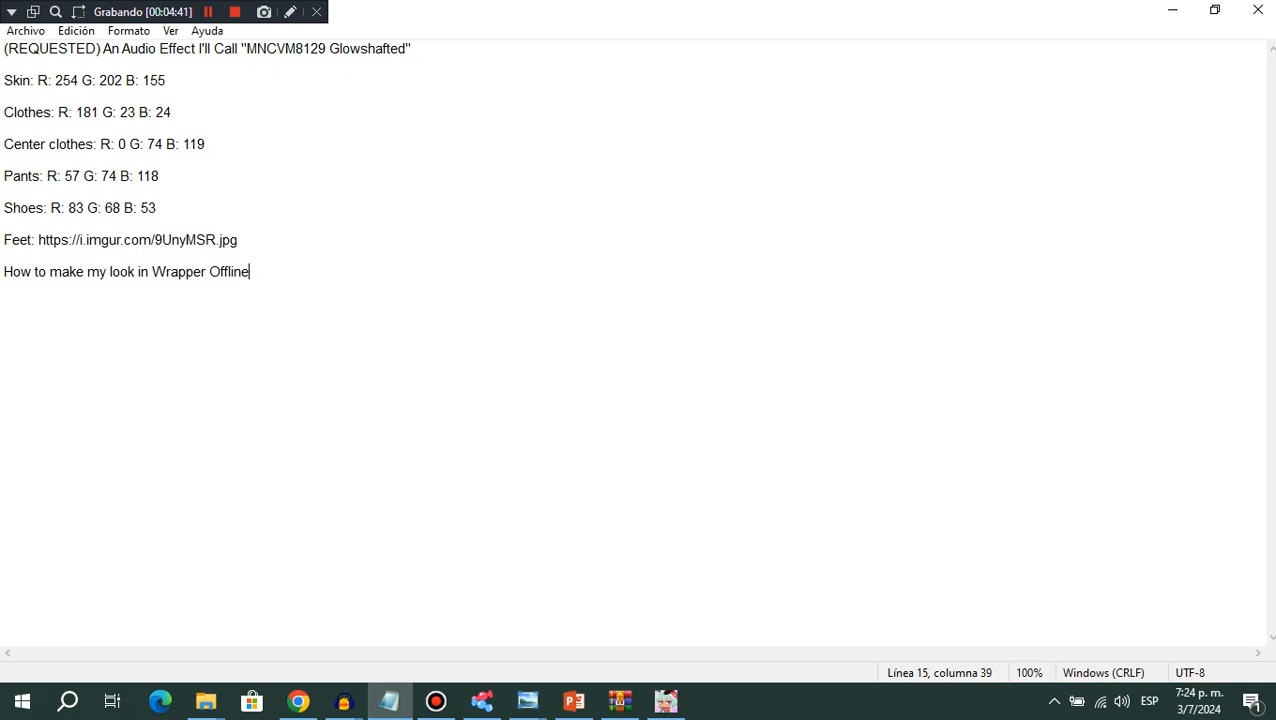 Grabando [00:04:41]
Archivo Edición Formato Ver Ayuda
(REQUESTED) An Audio Effect I'll Call "MNCVM8129 Glowshafted"
Skin: R: 254 G: 202 B: 155
Clothes: R: 181 G: 23 B: 24
Center clothes: R: 0 G: 74 B: 119
Pants: R: 57 G: 74 B: 118
Shoes: R: 83 G: 68 B: 53
Feet: https://i.imgur.com/9UnyMSR.jpg
How to make my look in Wrapper Offline
Línea 15, columna 39 100% Windows (CRLF) UTF-8
ESP
7:24 p. m.
3/7/2024
1